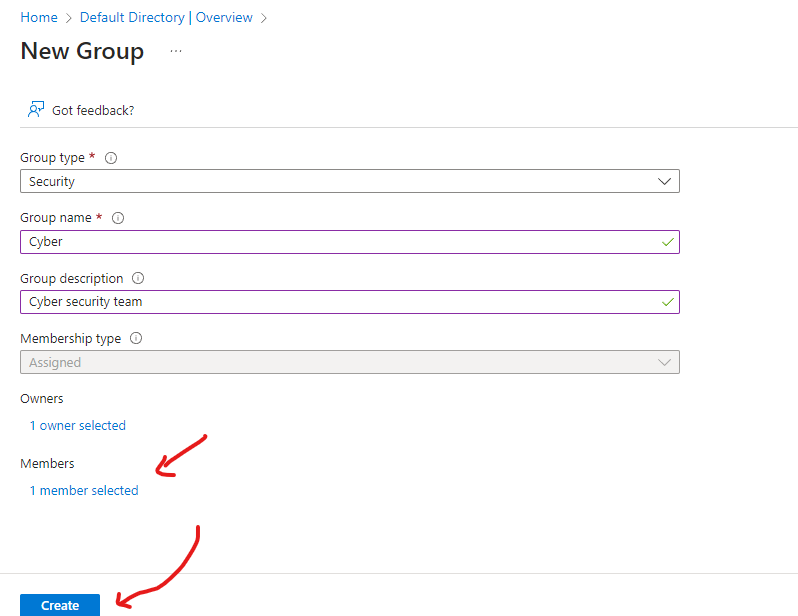 Home > Default Directory | Overview >
New Group ...
Got feedback?
Group type *
Security
Group name *
Cyber
Group description
Cyber security team
Membership type
Assigned
Owners
1 owner selected
Members
1 member selected
Create